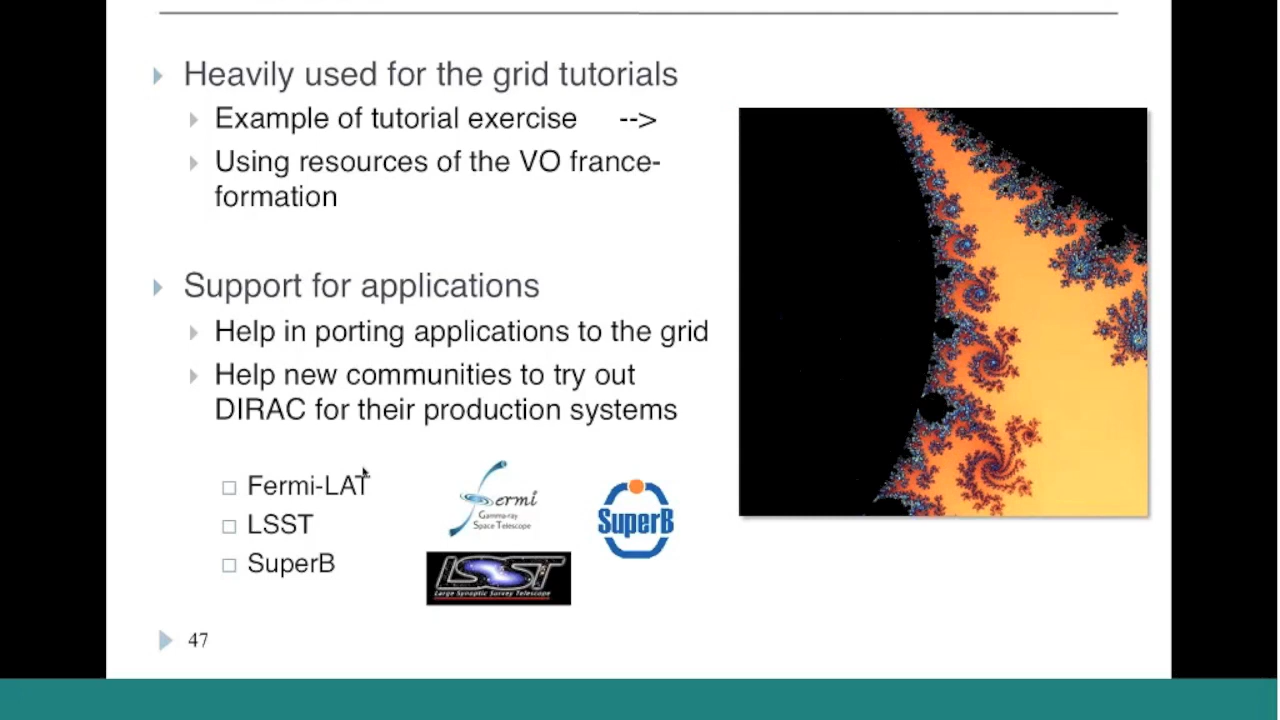 Heavily used for the grid tutorials
Example of tutorial exercise -->
Using resources of the VO france-
formation
Support for applications
Help in porting applications to the grid
Help new communities to try out
DIRAC for their production systems
Fermi-LAT
LSST
SuperB
Fermi
Gamma-ray
Space Telescope
SuperB
LSST
Large Synoptic Survey Telescope
47